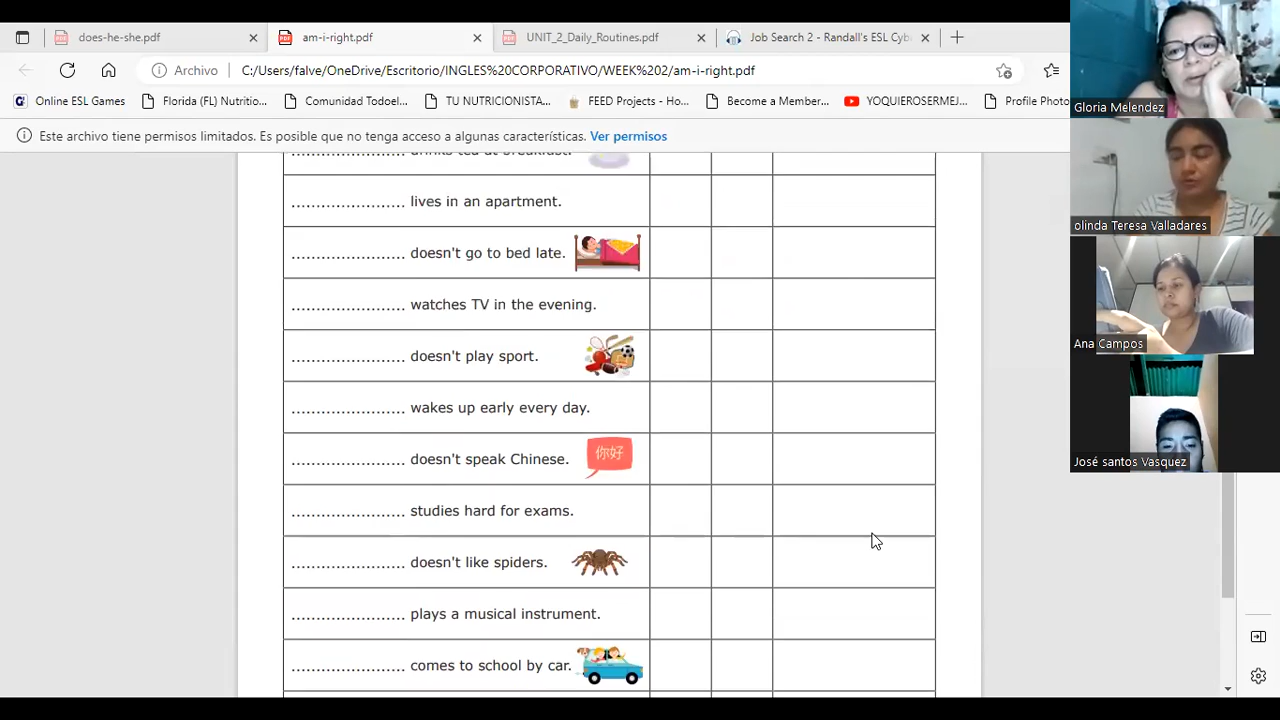 does-he-she.pdf
am-i-right.pdf
UNIT_2_Daily_Routines.pdf
Job Search 2 - Randall's ESL Cyb
Archivo
C:/Users/falve/OneDrive/Escritorio/INGLES%20CORPORATIVO/WEEK%202/am-i-right.pdf
Online ESL Games
Florida (FL) Nutritio...
Comunidad Todoel...
TU NUTRICIONISTA...
FEED Projects - Ho...
Become a Member...
YOQUIEROSERMEJ...
Profile Photo
Este archivo tiene permisos limitados. Es posible que no tenga acceso a algunas características. Ver permisos
...................... drinks tea at breakfast.
...................... lives in an apartment.
...................... doesn't go to bed late.
...................... watches TV in the evening.
...................... doesn't play sport.
...................... wakes up early every day.
...................... doesn't speak Chinese.
你好
...................... studies hard for exams.
...................... doesn't like spiders.
...................... plays a musical instrument.
...................... comes to school by car.
Gloria Melendez
olinda Teresa Valladares
Ana Campos
José santos Vasquez